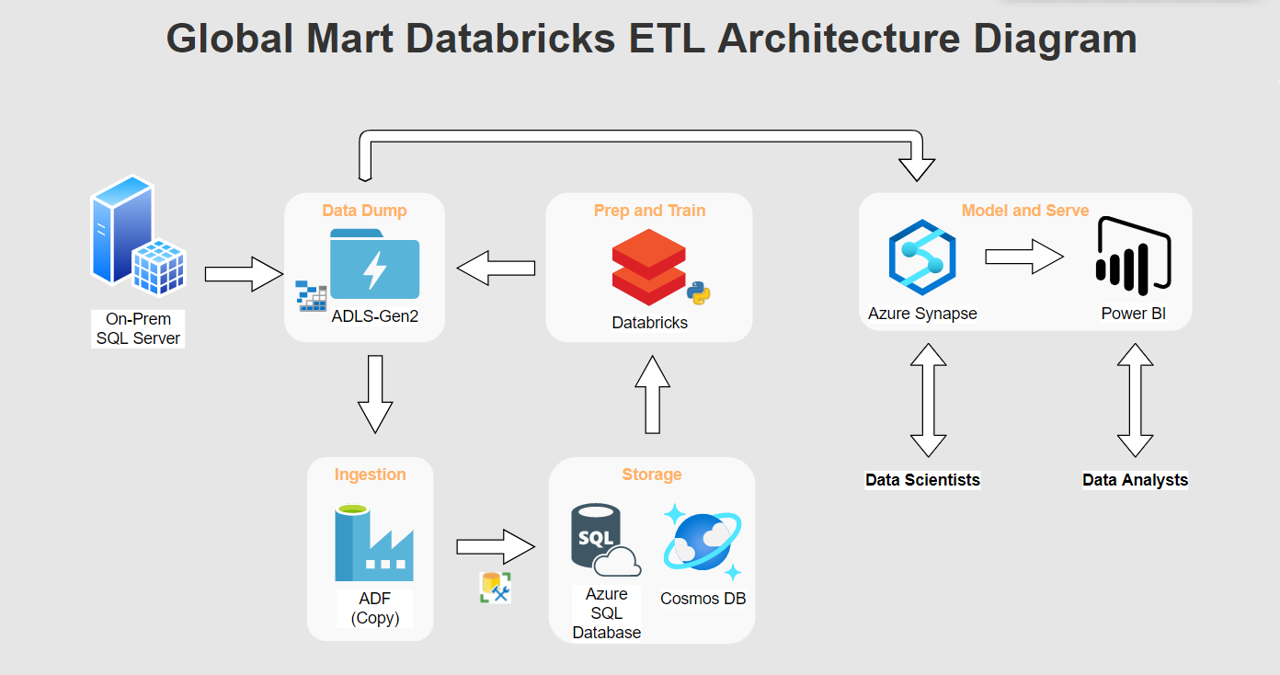 Global Mart Databricks ETL Architecture Diagram
Data Dump
Prep and Train
Model and Serve
On-Prem
SQL Server
ADLS-Gen2
Databricks
Azure Synapse
Power BI
Ingestion
Storage
Data Scientists
Data Analysts
SQL
ADF
(Copy)
Azure
SQL
Database
Cosmos DB